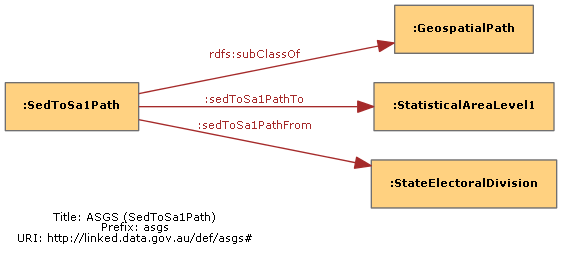 :GeospatialPath
rdfs:subClassOf
:SedToSa1Path
:sedToSa1PathTo
:StatisticalAreaLevel1
:sedToSa1PathFrom
:StateElectoralDivision
Title: ASGS (SedToSa1Path)
Prefix: asgs
URI: http://linked.data.gov.au/def/asgs#